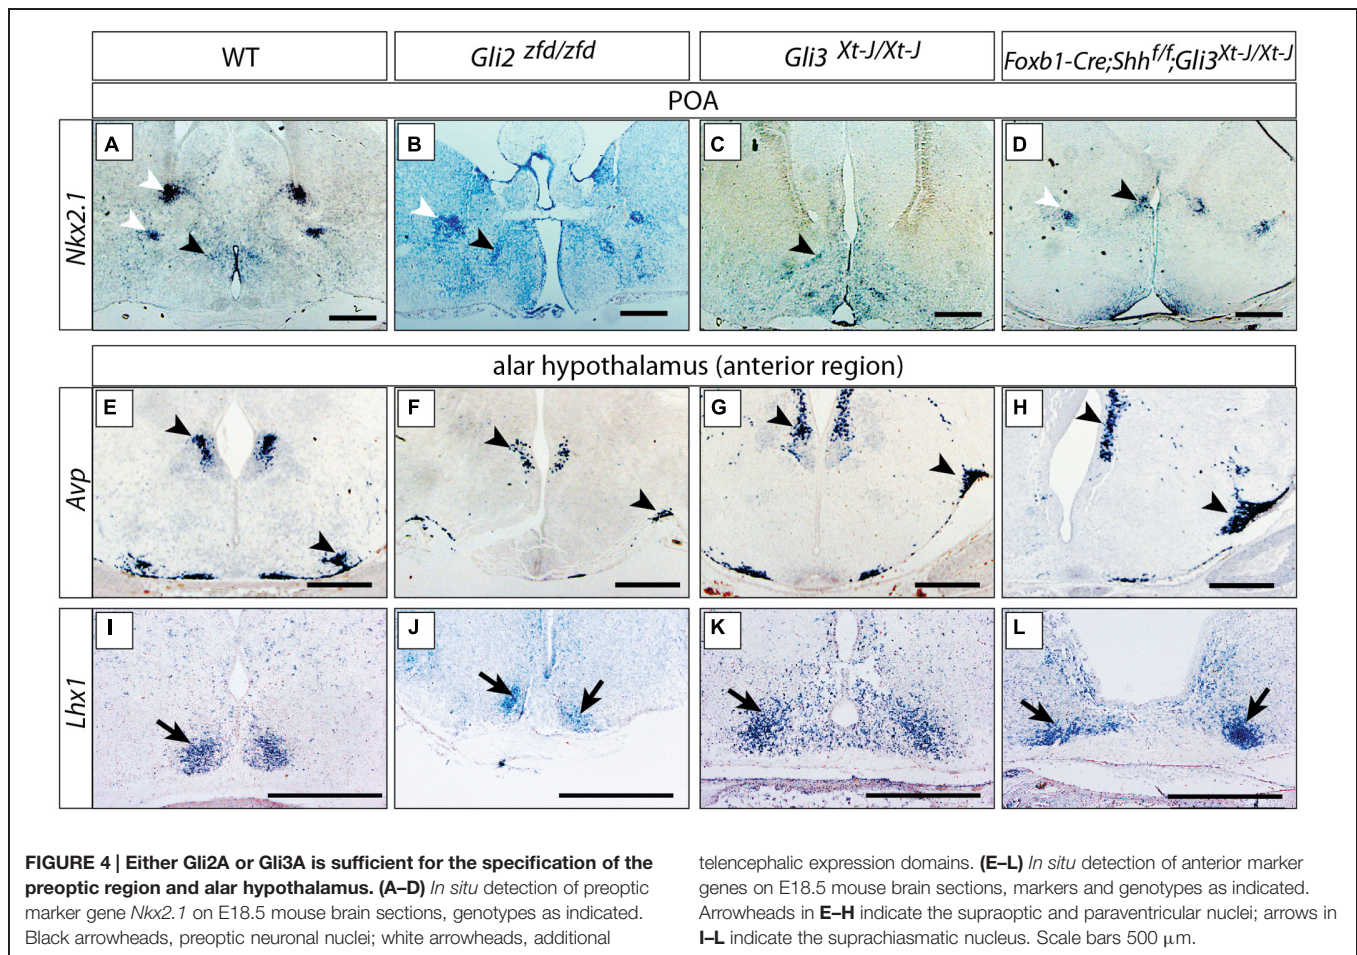 WT
Gli2 zfd/zfd
Gli3 Xt-J/Xt-J
Foxb1-Cre;Shhf/f;Gli3Xt-J/Xt-J
POA
Nkx2.1
A
B
C
D
alar hypothalamus (anterior region)
Avp
E
F
G
H
Lhx1
I
J
K
L
FIGURE 4 | Either Gli2A or Gli3A is sufficient for the specification of the
preoptic region and alar hypothalamus. (A–D) In situ detection of preoptic
marker gene Nkx2.1 on E18.5 mouse brain sections, genotypes as indicated.
Black arrowheads, preoptic neuronal nuclei; white arrowheads, additional
telencephalic expression domains. (E–L) In situ detection of anterior marker
genes on E18.5 mouse brain sections, markers and genotypes as indicated.
Arrowheads in E–H indicate the supraoptic and paraventricular nuclei; arrows in
I–L indicate the suprachiasmatic nucleus. Scale bars 500 μm.